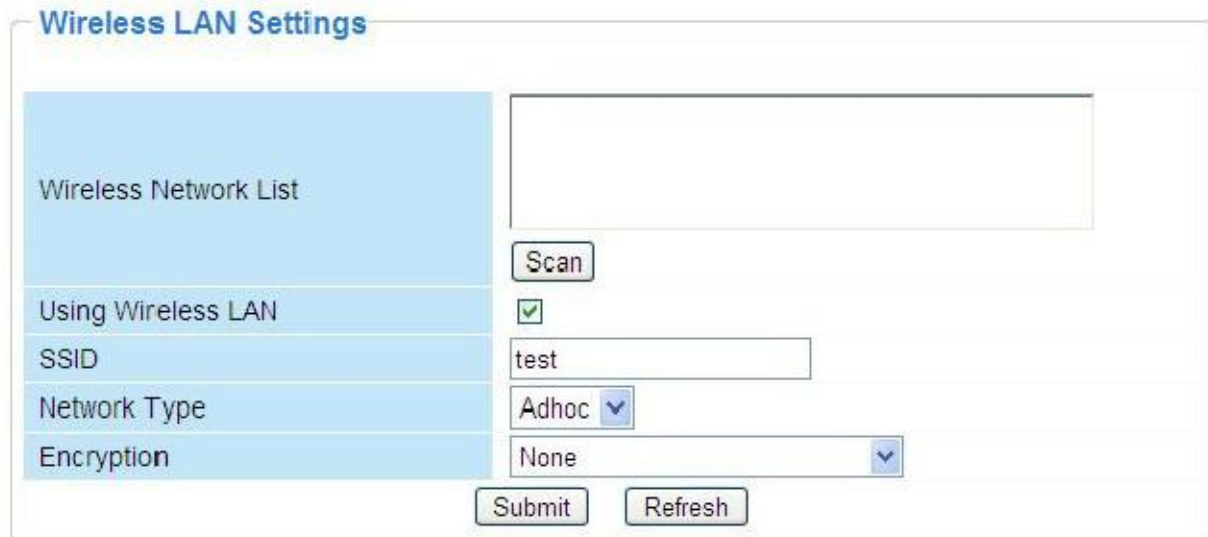 Wireless LAN Settings
Wireless Network List
Scan
Using Wireless LAN
SSID test
Network Type Adhoc
Encryption None
Submit Refresh